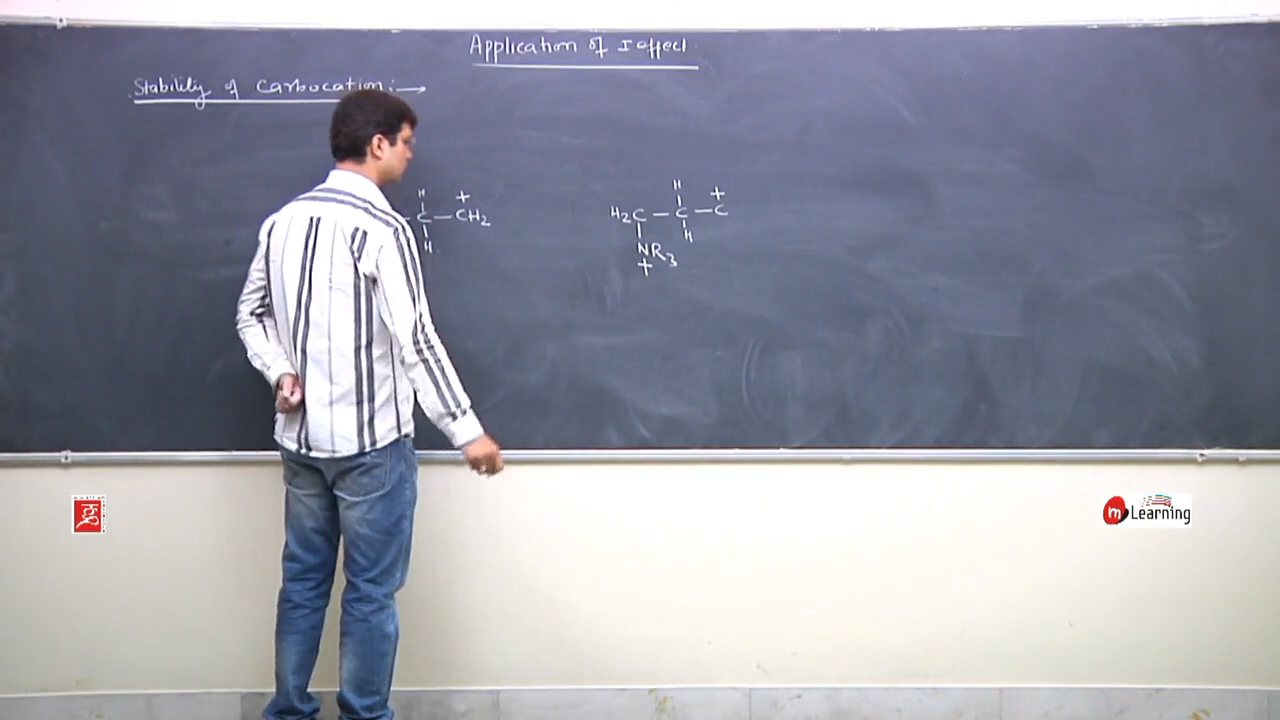 Application of I effect
Stability of Carbocation:→
H + H +
—C—CH2 H2C—C—C
H. NR3 H
+
m Learning